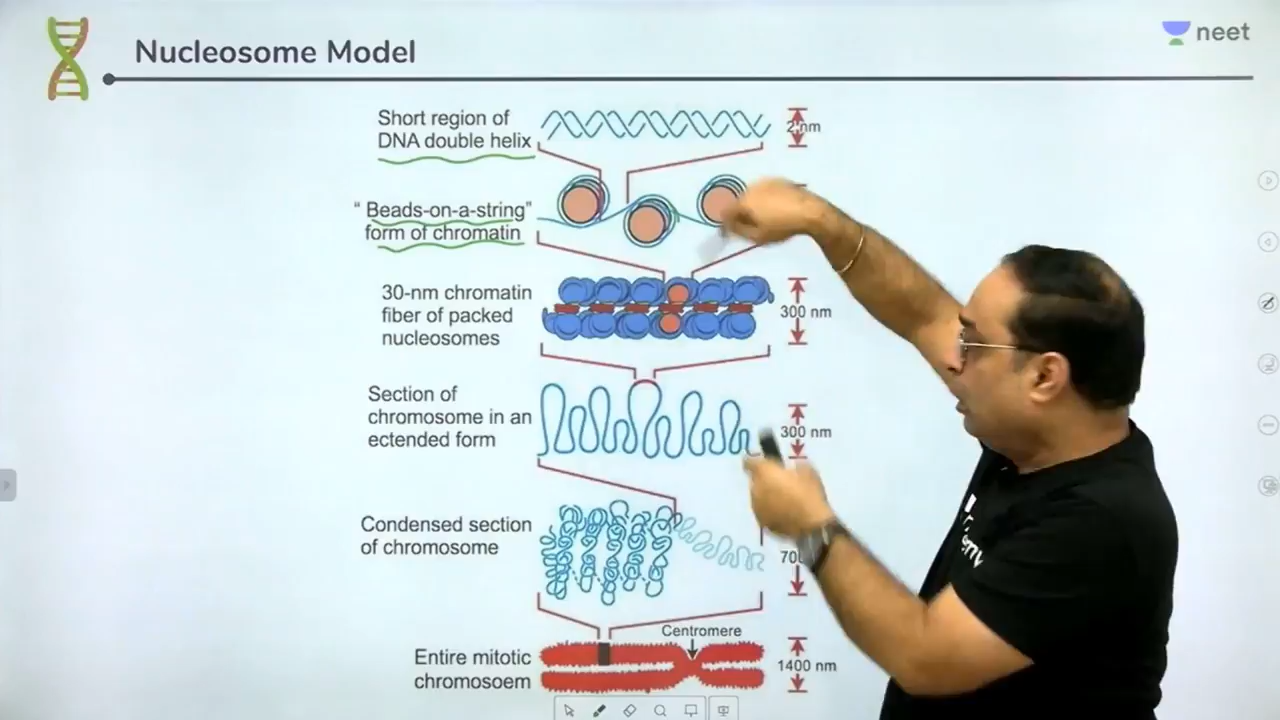 Nucleosome Model
neet
Short region of
DNA double helix
2 nm
“ Beads-on-a-string”
form of chromatin
30-nm chromatin
fiber of packed
nucleosomes
300 nm
Section of
chromosome in an
ectended form
300 nm
Condensed section
of chromosome
Centromere
Entire mitotic
chromosoem
1400 nm